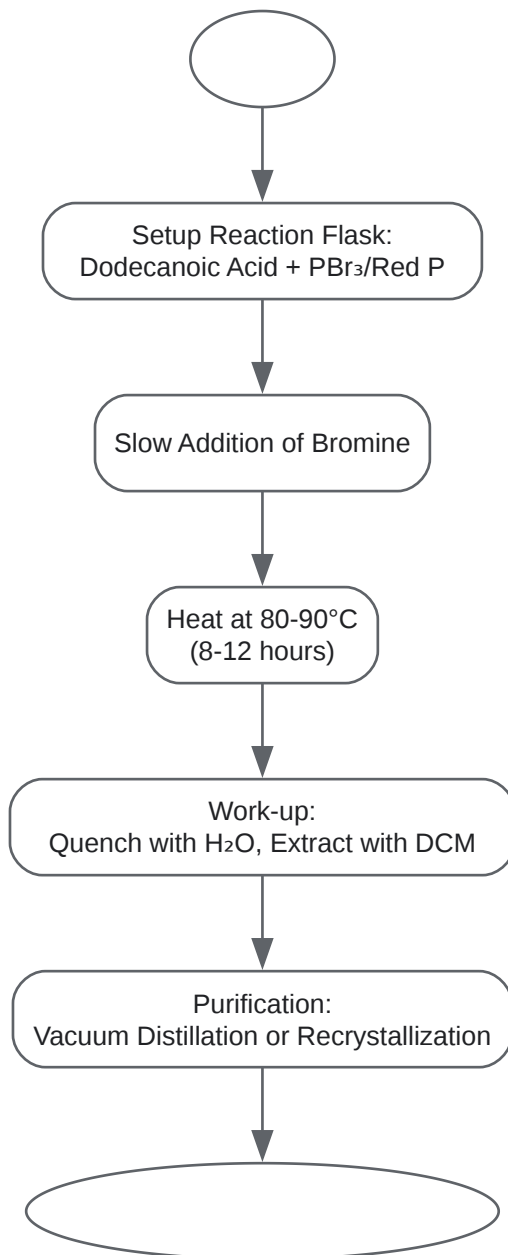 Setup Reaction Flask:
Dodecanoic Acid + PBr₃/Red P
Slow Addition of Bromine
Heat at 80-90°C
(8-12 hours)
Work-up:
Quench with H₂O, Extract with DCM
Purification:
Vacuum Distillation or Recrystallization